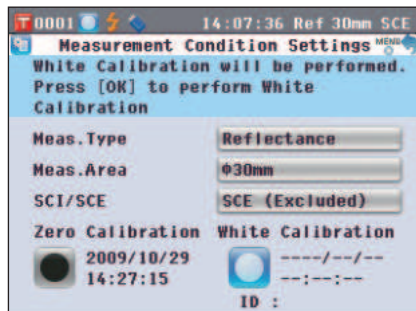 T0001 14:07:36 Ref 30mm SCE
Measurement Condition Settings MENU
White Calibration will be performed.
Press [OK] to perform White
Calibration
Meas.Type Reflectance
Meas.Area Φ30mm
SCI/SCE SCE (Excluded)
Zero Calibration White Calibration
2009/10/29 ----/--/--
14:27:15 --:--:--
ID :